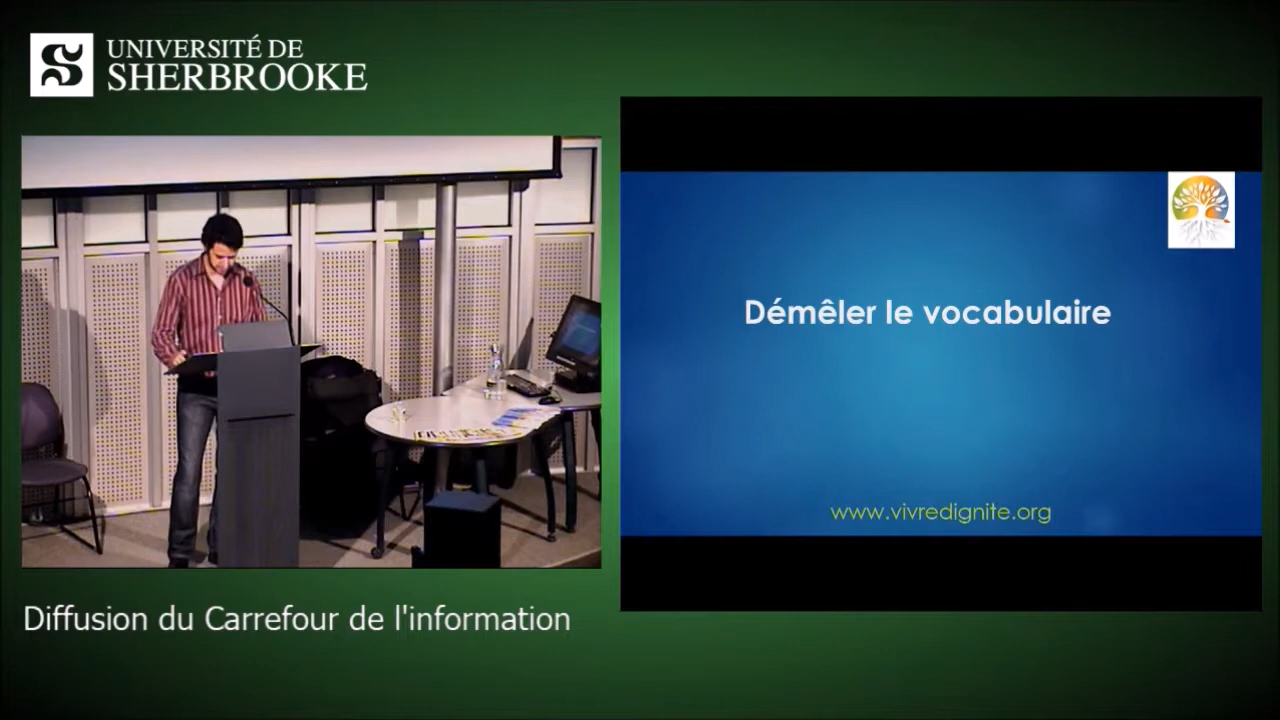 UNIVERSITÉ DE
SHERBROOKE
Démêler le vocabulaire
www.vivredignite.org
Diffusion du Carrefour de l'information